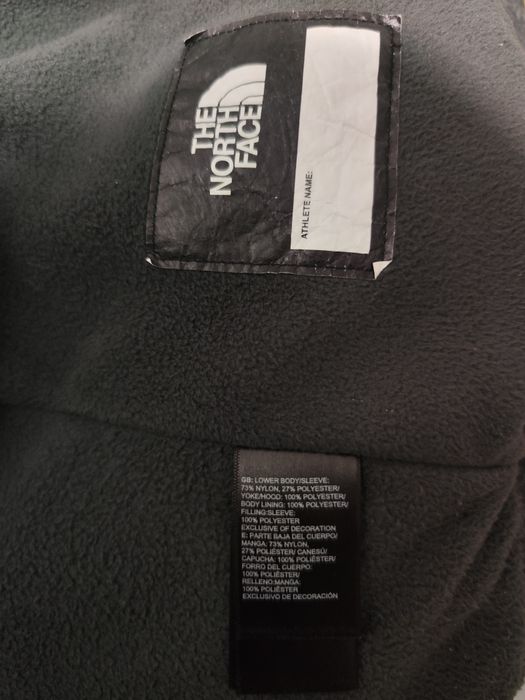 THE
NORTH
FACE
ATHLETE NAME:
GB: LOWER BODY/SLEEVE:
73% NYLON, 27% POLYESTER/
YOKE/HOOD: 100% POLYESTER/
BODY LINING: 100% POLYESTER/
FILLING:SLEEVE:
100% POLYESTER
EXCLUSIVE OF DECORATION
E: PARTE BAJA DEL CUERPO/
MANGA: 73% NYLON,
27% POLIÉSTER/ CANESÚ/
CAPUCHA: 100% POLIÉSTER/
FORRO DEL CUERPO:
100% POLIÉSTER/
RELLENO:MANGA:
100% POLIÉSTER
EXCLUSIVO DE DECORACIÓN